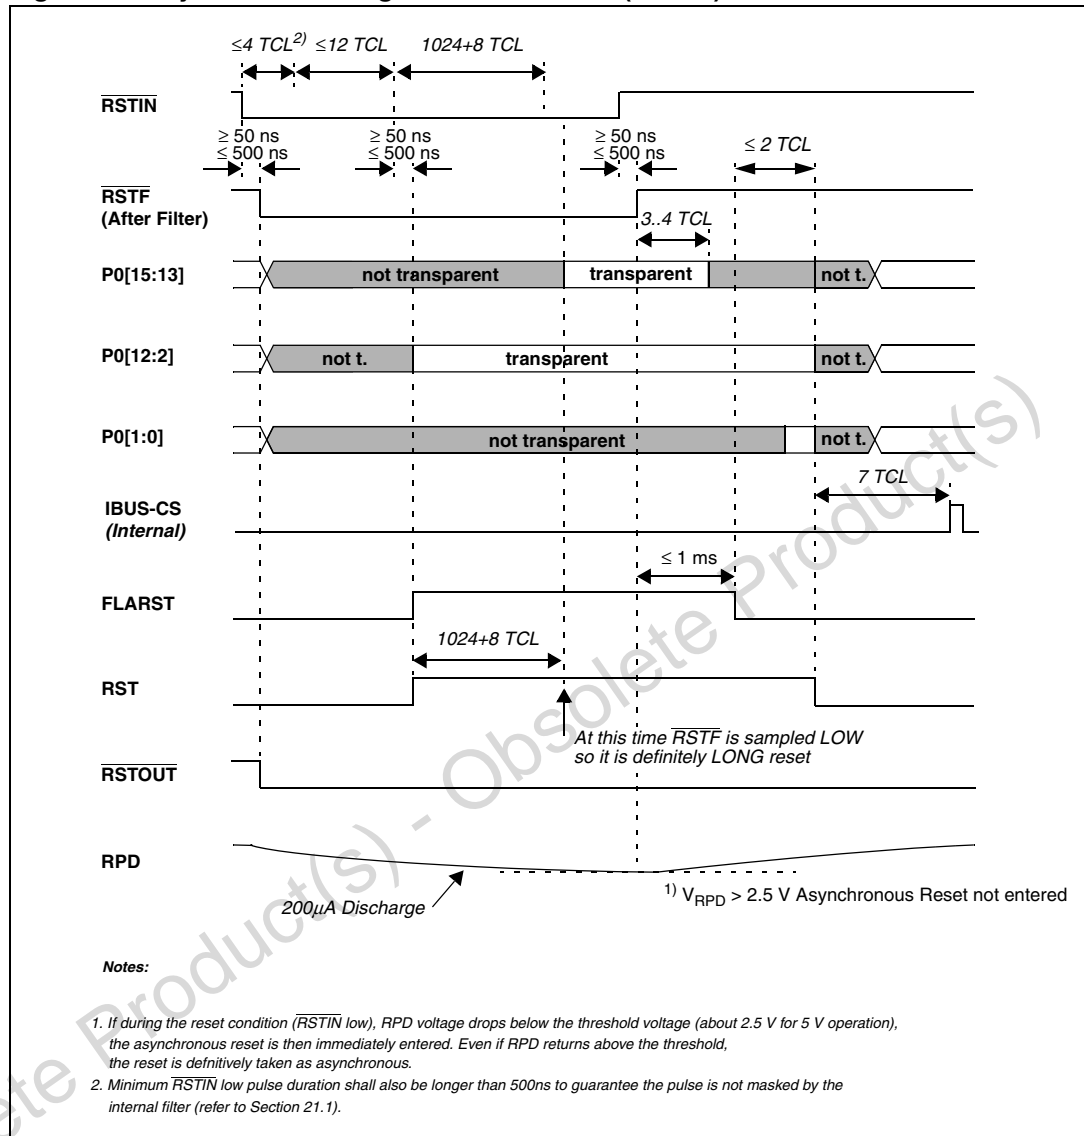 ≤4 TCL2) ≤12 TCL 1024+8 TCL
RSTIN
≥ 50 ns ≥ 50 ns ≥ 50 ns
≤ 500 ns ≤ 500 ns ≤ 500 ns ≤ 2 TCL
RSTF
(After Filter)
3..4 TCL
P0[15:13] not transparent transparent not t.
P0[12:2] not t. transparent not t.
P0[1:0] not transparent not t.
7 TCL
IBUS-CS
(Internal)
≤ 1 ms
FLARST
1024+8 TCL
RST
At this time RSTF is sampled LOW
so it is definitely LONG reset
RSTOUT
RPD
1) VRPD > 2.5 V Asynchronous Reset not entered
200μA Discharge
Notes:
1. If during the reset condition (RSTIN low), RPD voltage drops below the threshold voltage (about 2.5 V for 5 V operation),
the asynchronous reset is then immediately entered. Even if RPD returns above the threshold,
the reset is defnitively taken as asynchronous.
2. Minimum RSTIN low pulse duration shall also be longer than 500ns to guarantee the pulse is not masked by the
internal filter (refer to Section 21.1).
ete Product(s) - Obsolete Product(s)